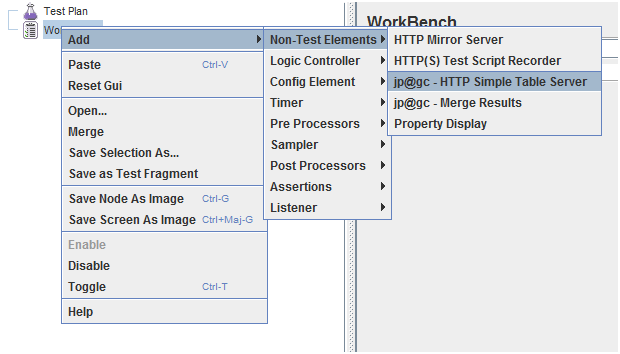 Test Plan
Wor
WorkBench
Add
Paste Ctrl-V
Reset Gui
Open...
Merge
Save Selection As...
Save as Test Fragment
Save Node As Image Ctrl-G
Save Screen As Image Ctrl+Maj-G
Enable
Disable
Toggle Ctrl-T
Help
Non-Test Elements
Logic Controller
Config Element
Timer
Pre Processors
Sampler
Post Processors
Assertions
Listener
HTTP Mirror Server
HTTP(S) Test Script Recorder
jp@gc - HTTP Simple Table Server
jp@gc - Merge Results
Property Display